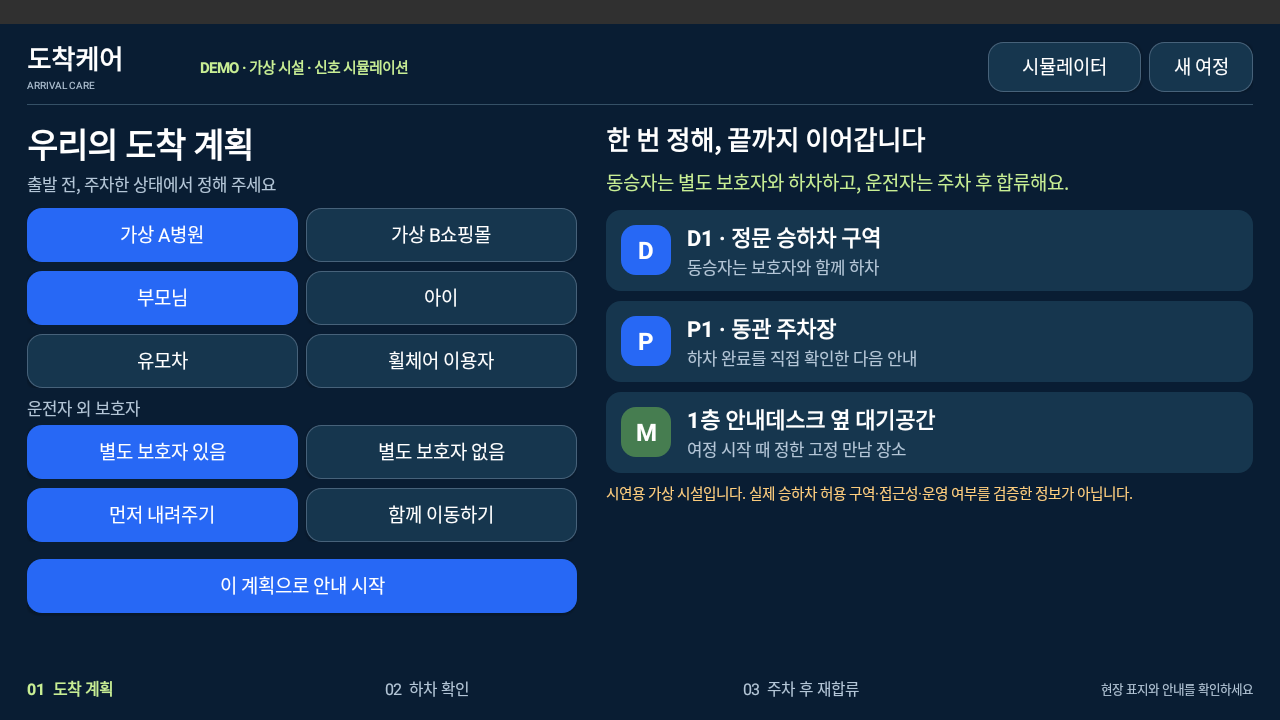 도착케어
ARRIVAL CARE
DEMO · 가상 시설 · 신호 시뮬레이션
시뮬레이터
새 여정
우리의 도착 계획
출발 전, 주차한 상태에서 정해 주세요
가상 A병원
가상 B쇼핑몰
부모님
아이
유모차
휠체어 이용자
운전자 외 보호자
별도 보호자 있음
별도 보호자 없음
먼저 내려주기
함께 이동하기
이 계획으로 안내 시작
한 번 정해, 끝까지 이어갑니다
동승자는 별도 보호자와 하차하고, 운전자는 주차 후 합류해요.
D
D1 · 정문 승하차 구역
동승자는 보호자와 함께 하차
P
P1 · 동관 주차장
하차 완료를 직접 확인한 다음 안내
M
1층 안내데스크 옆 대기공간
여정 시작 때 정한 고정 만남 장소
시연용 가상 시설입니다. 실제 승하차 허용 구역·접근성·운영 여부를 검증한 정보가 아닙니다.
01 도착 계획
02 하차 확인
03 주차 후 재합류
현장 표지와 안내를 확인하세요